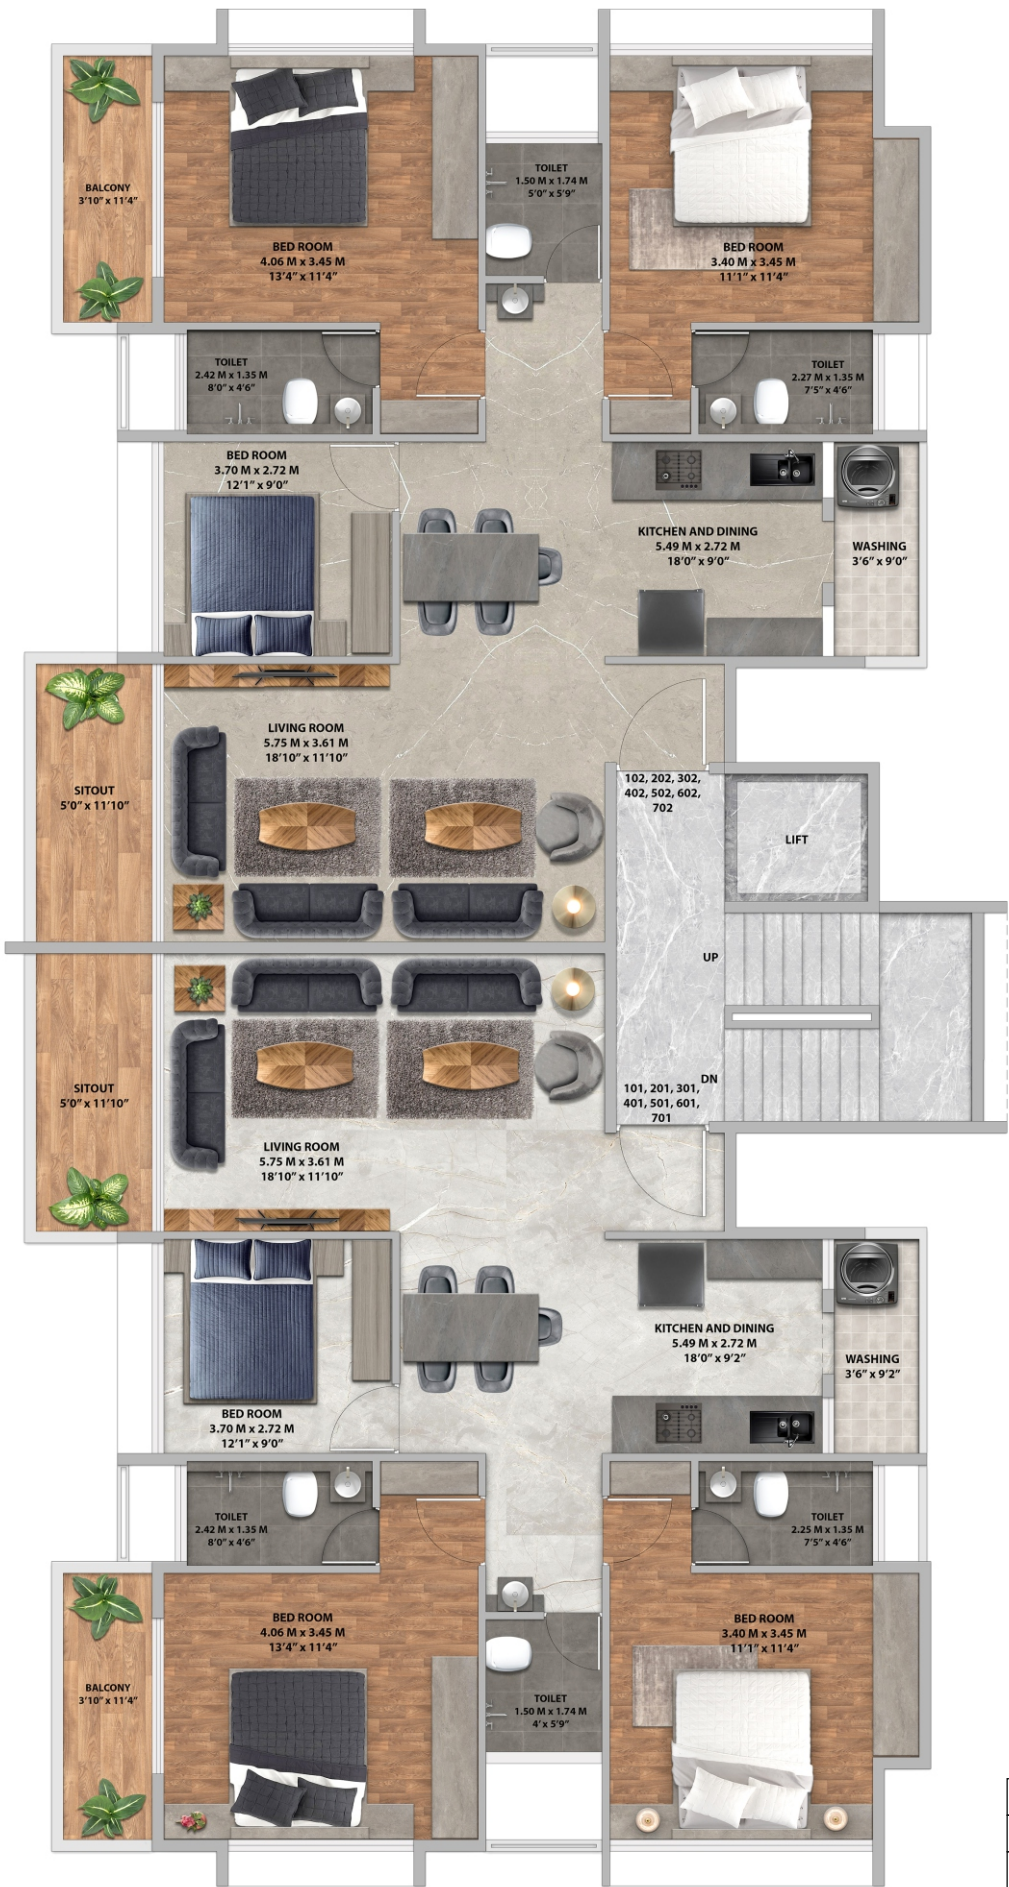 BALCONY
3'10" x 11'4"
BED ROOM
4.06 M x 3.45 M
13'4" x 11'4"
TOILET
1.50 M x 1.74 M
5'0" x 5'9"
BED ROOM
3.40 M x 3.45 M
11'1" x 11'4"
TOILET
2.42 M x 1.35 M
8'0" x 4'6"
TOILET
2.27 M x 1.35 M
7'5" x 4'6"
BED ROOM
3.70 M x 2.72 M
12'1" x 9'0"
KITCHEN AND DINING
5.49 M x 2.72 M
18'0" x 9'0"
WASHING
3'6" x 9'0"
LIVING ROOM
5.75 M x 3.61 M
18'10" x 11'10"
SITOUT
5'0" x 11'10"
102, 202, 302,
402, 502, 602,
702
LIFT
UP
DN
101, 201, 301,
401, 501, 601,
701
SITOUT
5'0" x 11'10"
LIVING ROOM
5.75 M x 3.61 M
18'10" x 11'10"
KITCHEN AND DINING
5.49 M x 2.72 M
18'0" x 9'2"
WASHING
3'6" x 9'2"
BED ROOM
3.70 M x 2.72 M
12'1" x 9'0"
TOILET
2.42 M x 1.35 M
8'0" x 4'6"
TOILET
2.25 M x 1.35 M
7'5" x 4'6"
BED ROOM
4.06 M x 3.45 M
13'4" x 11'4"
BED ROOM
3.40 M x 3.45 M
11'1" x 11'4"
BALCONY
3'10" x 11'4"
TOILET
1.50 M x 1.74 M
4' x 5'9"